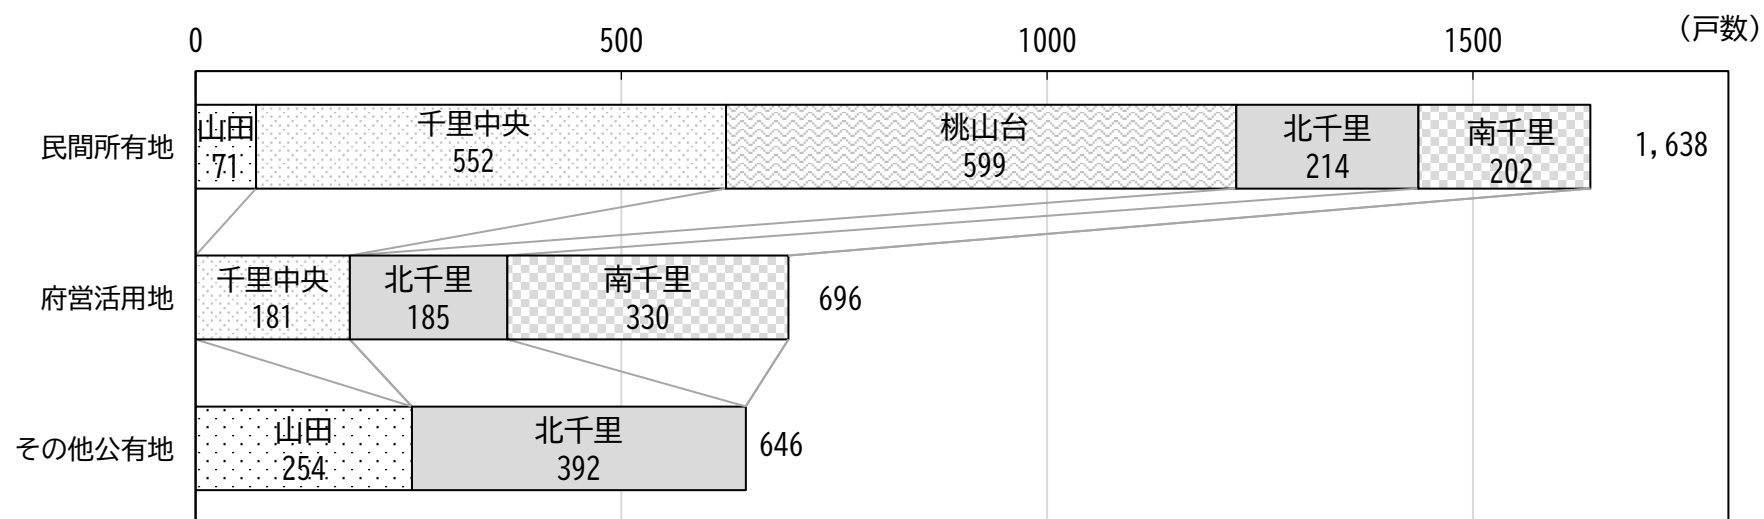 （戸数）
0 500 1000 1500
民間所有地
山田 千里中央 桃山台 北千里 南千里
71 552 599 214 202
1,638
府営活用地
千里中央 北千里 南千里
181 185 330
696
その他公有地
山田 北千里
254 392
646